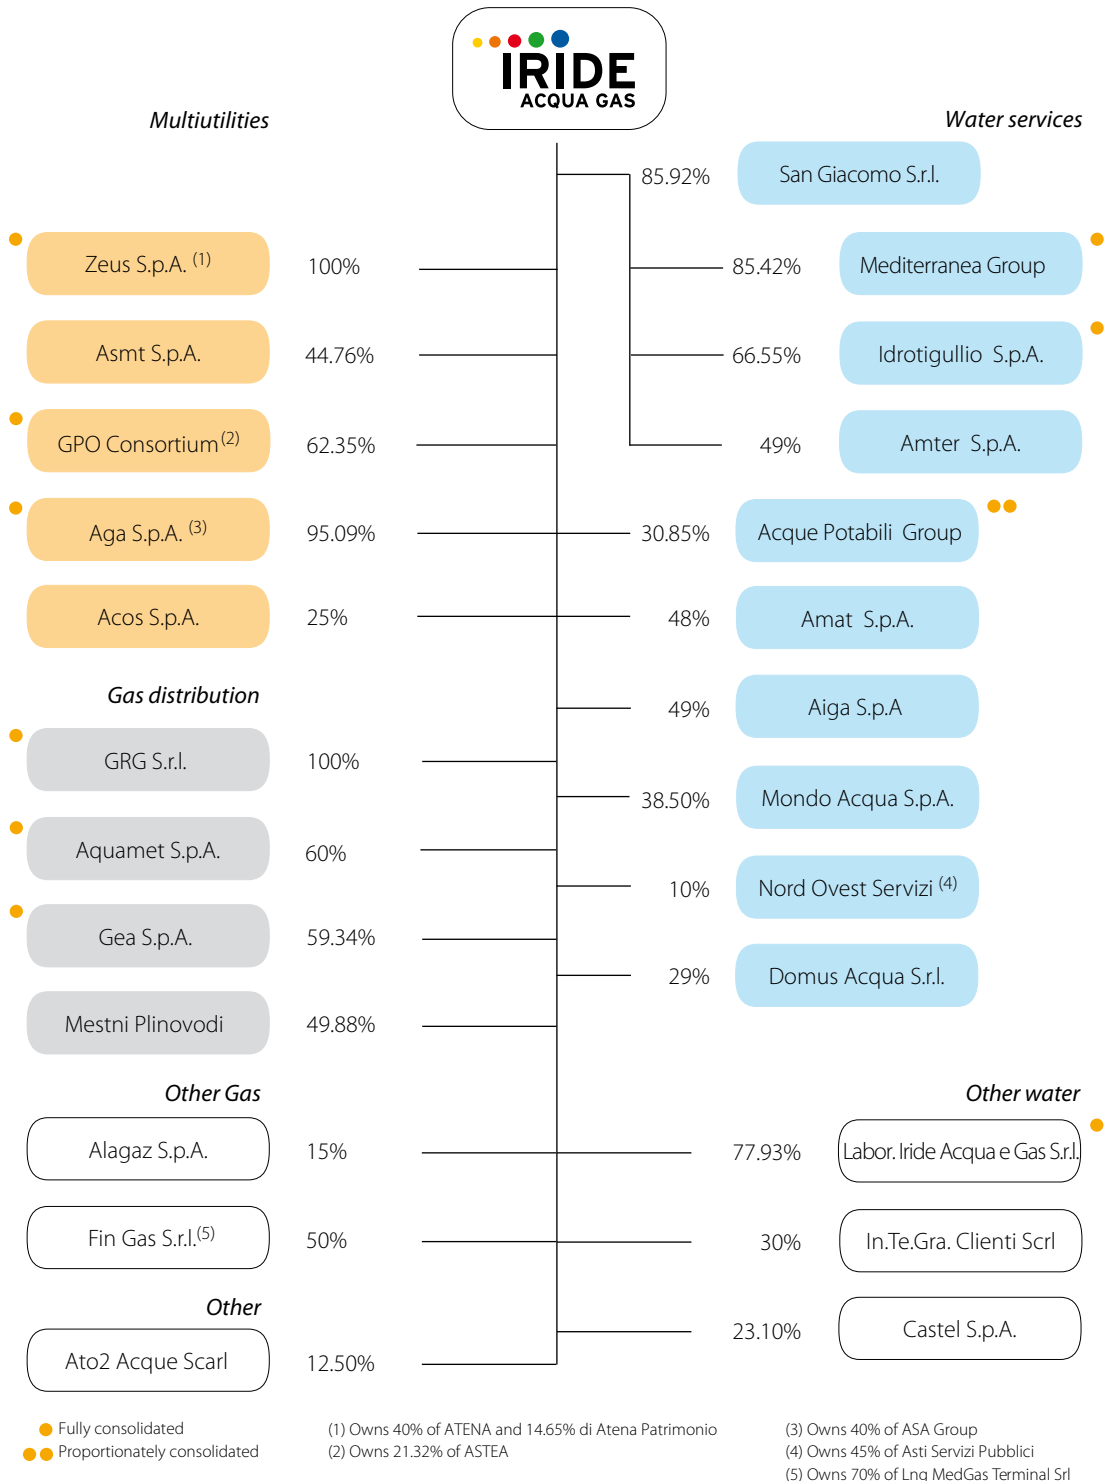 IRIDE
ACQUA GAS
Multiutilities
Zeus S.p.A. (1) 100%
Asmt S.p.A. 44.76%
GPO Consortium (2) 62.35%
Aga S.p.A. (3) 95.09%
Acos S.p.A. 25%
Gas distribution
GRG S.r.l. 100%
Aquamet S.p.A. 60%
Gea S.p.A. 59.34%
Mestni Plinovodi 49.88%
Other Gas
Alagaz S.p.A. 15%
Fin Gas S.r.l.(5) 50%
Other
Ato2 Acque Scarl 12.50%
Water services
85.92% San Giacomo S.r.l.
85.42% Mediterranea Group
66.55% Idrotigullio S.p.A.
49% Amter S.p.A.
30.85% Acque Potabili Group
48% Amat S.p.A.
49% Aiga S.p.A
38.50% Mondo Acqua S.p.A.
10% Nord Ovest Servizi (4)
29% Domus Acqua S.r.l.
Other water
77.93% Labor. Iride Acqua e Gas S.r.l.
30% In.Te.Gra. Clienti Scrl
23.10% Castel S.p.A.
Fully consolidated
Proportionately consolidated
(1) Owns 40% of ATENA and 14.65% di Atena Patrimonio
(2) Owns 21.32% of ASTEA
(3) Owns 40% of ASA Group
(4) Owns 45% of Asti Servizi Pubblici
(5) Owns 70% of Lng MedGas Terminal Srl